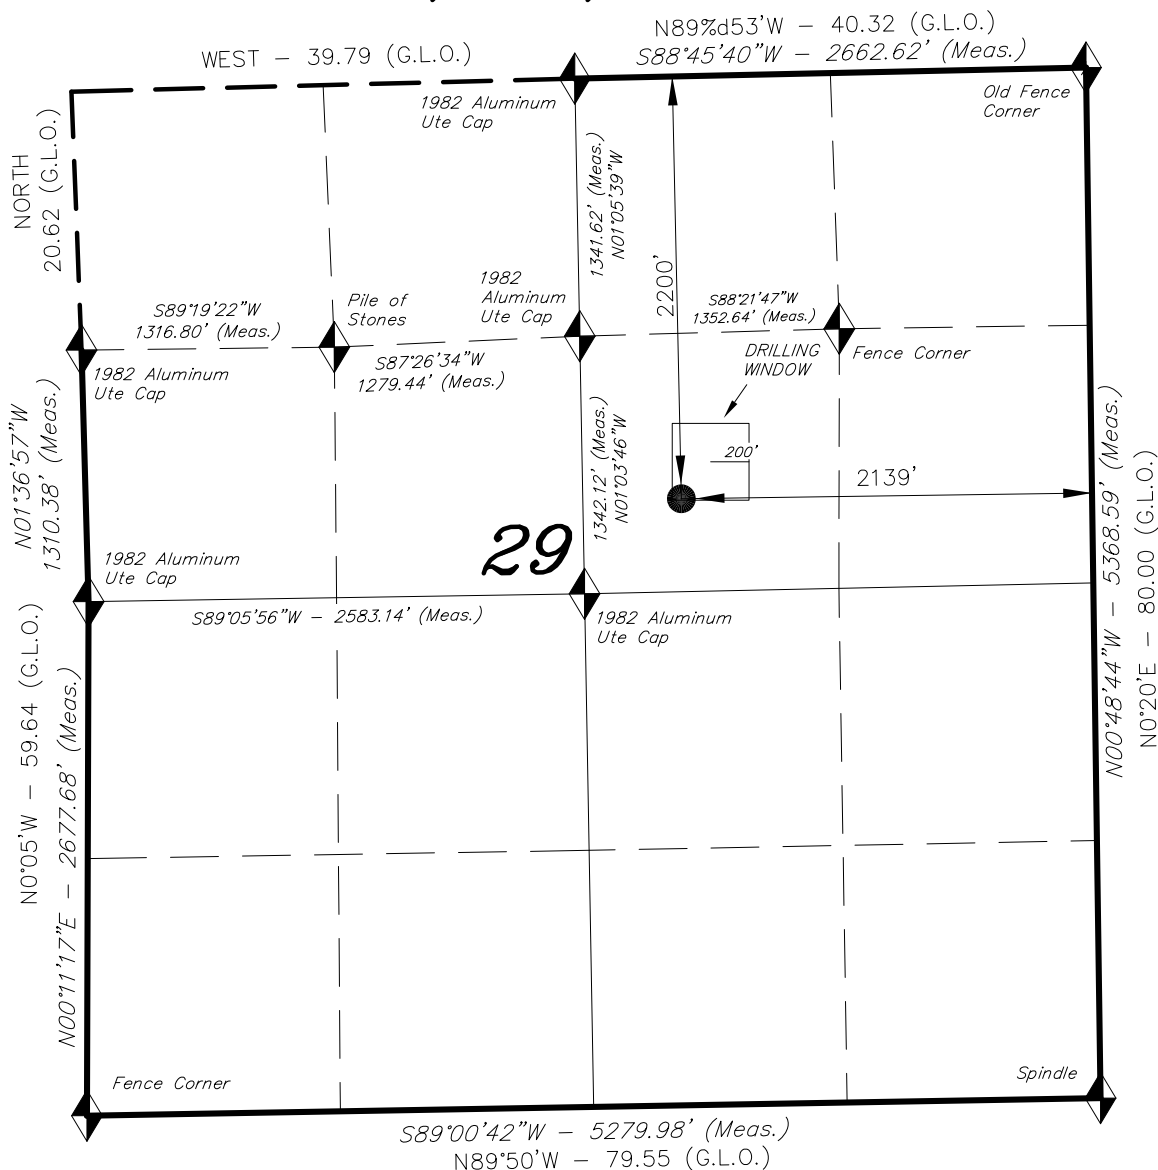 N89%d53'W - 40.32 (G.L.O.)
WEST - 39.79 (G.L.O.)
S88°45'40"W - 2662.62' (Meas.)
1982 Aluminum
Ute Cap
Old Fence
Corner
NORTH
20.62 (G.L.O.)
1341.62' (Meas.)
N01°05'39"W
2200'
S89°19'22"W
1316.80' (Meas.)
Pile of
Stones
1982
Aluminum
Ute Cap
S88°21'47"W
1352.64' (Meas.)
S87°26'34"W
1279.44' (Meas.)
DRILLING
WINDOW
Fence Corner
1982 Aluminum
Ute Cap
N01°36'57"W
1310.38' (Meas.)
1342.12' (Meas.)
N01°03'46"W
200'
2139'
29
1982 Aluminum
Ute Cap
S89°05'56"W - 2583.14' (Meas.)
1982 Aluminum
Ute Cap
N00°48'44"W - 5368.59' (Meas.)
N0°20'E - 80.00 (G.L.O.)
N0°05'W - 59.64 (G.L.O.)
N00°11'17"E - 2677.68' (Meas.)
Fence Corner
Spindle
S89°00'42"W - 5279.98' (Meas.)
N89°50'W - 79.55 (G.L.O.)